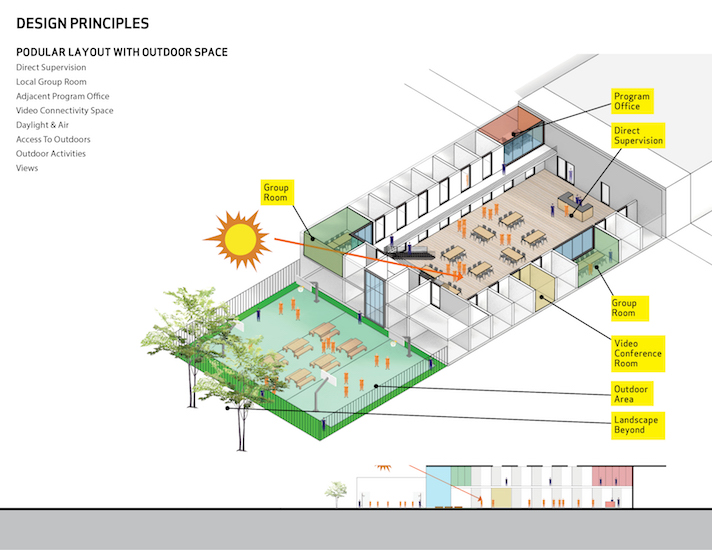 DESIGN PRINCIPLES
PODULAR LAYOUT WITH OUTDOOR SPACE
Direct Supervision
Local Group Room
Adjacent Program Office
Video Connectivity Space
Daylight & Air
Access To Outdoors
Outdoor Activities
Views
Program
Office
Direct
Supervision
Group
Room
Group
Room
Video
Conference
Room
Outdoor
Area
Landscape
Beyond